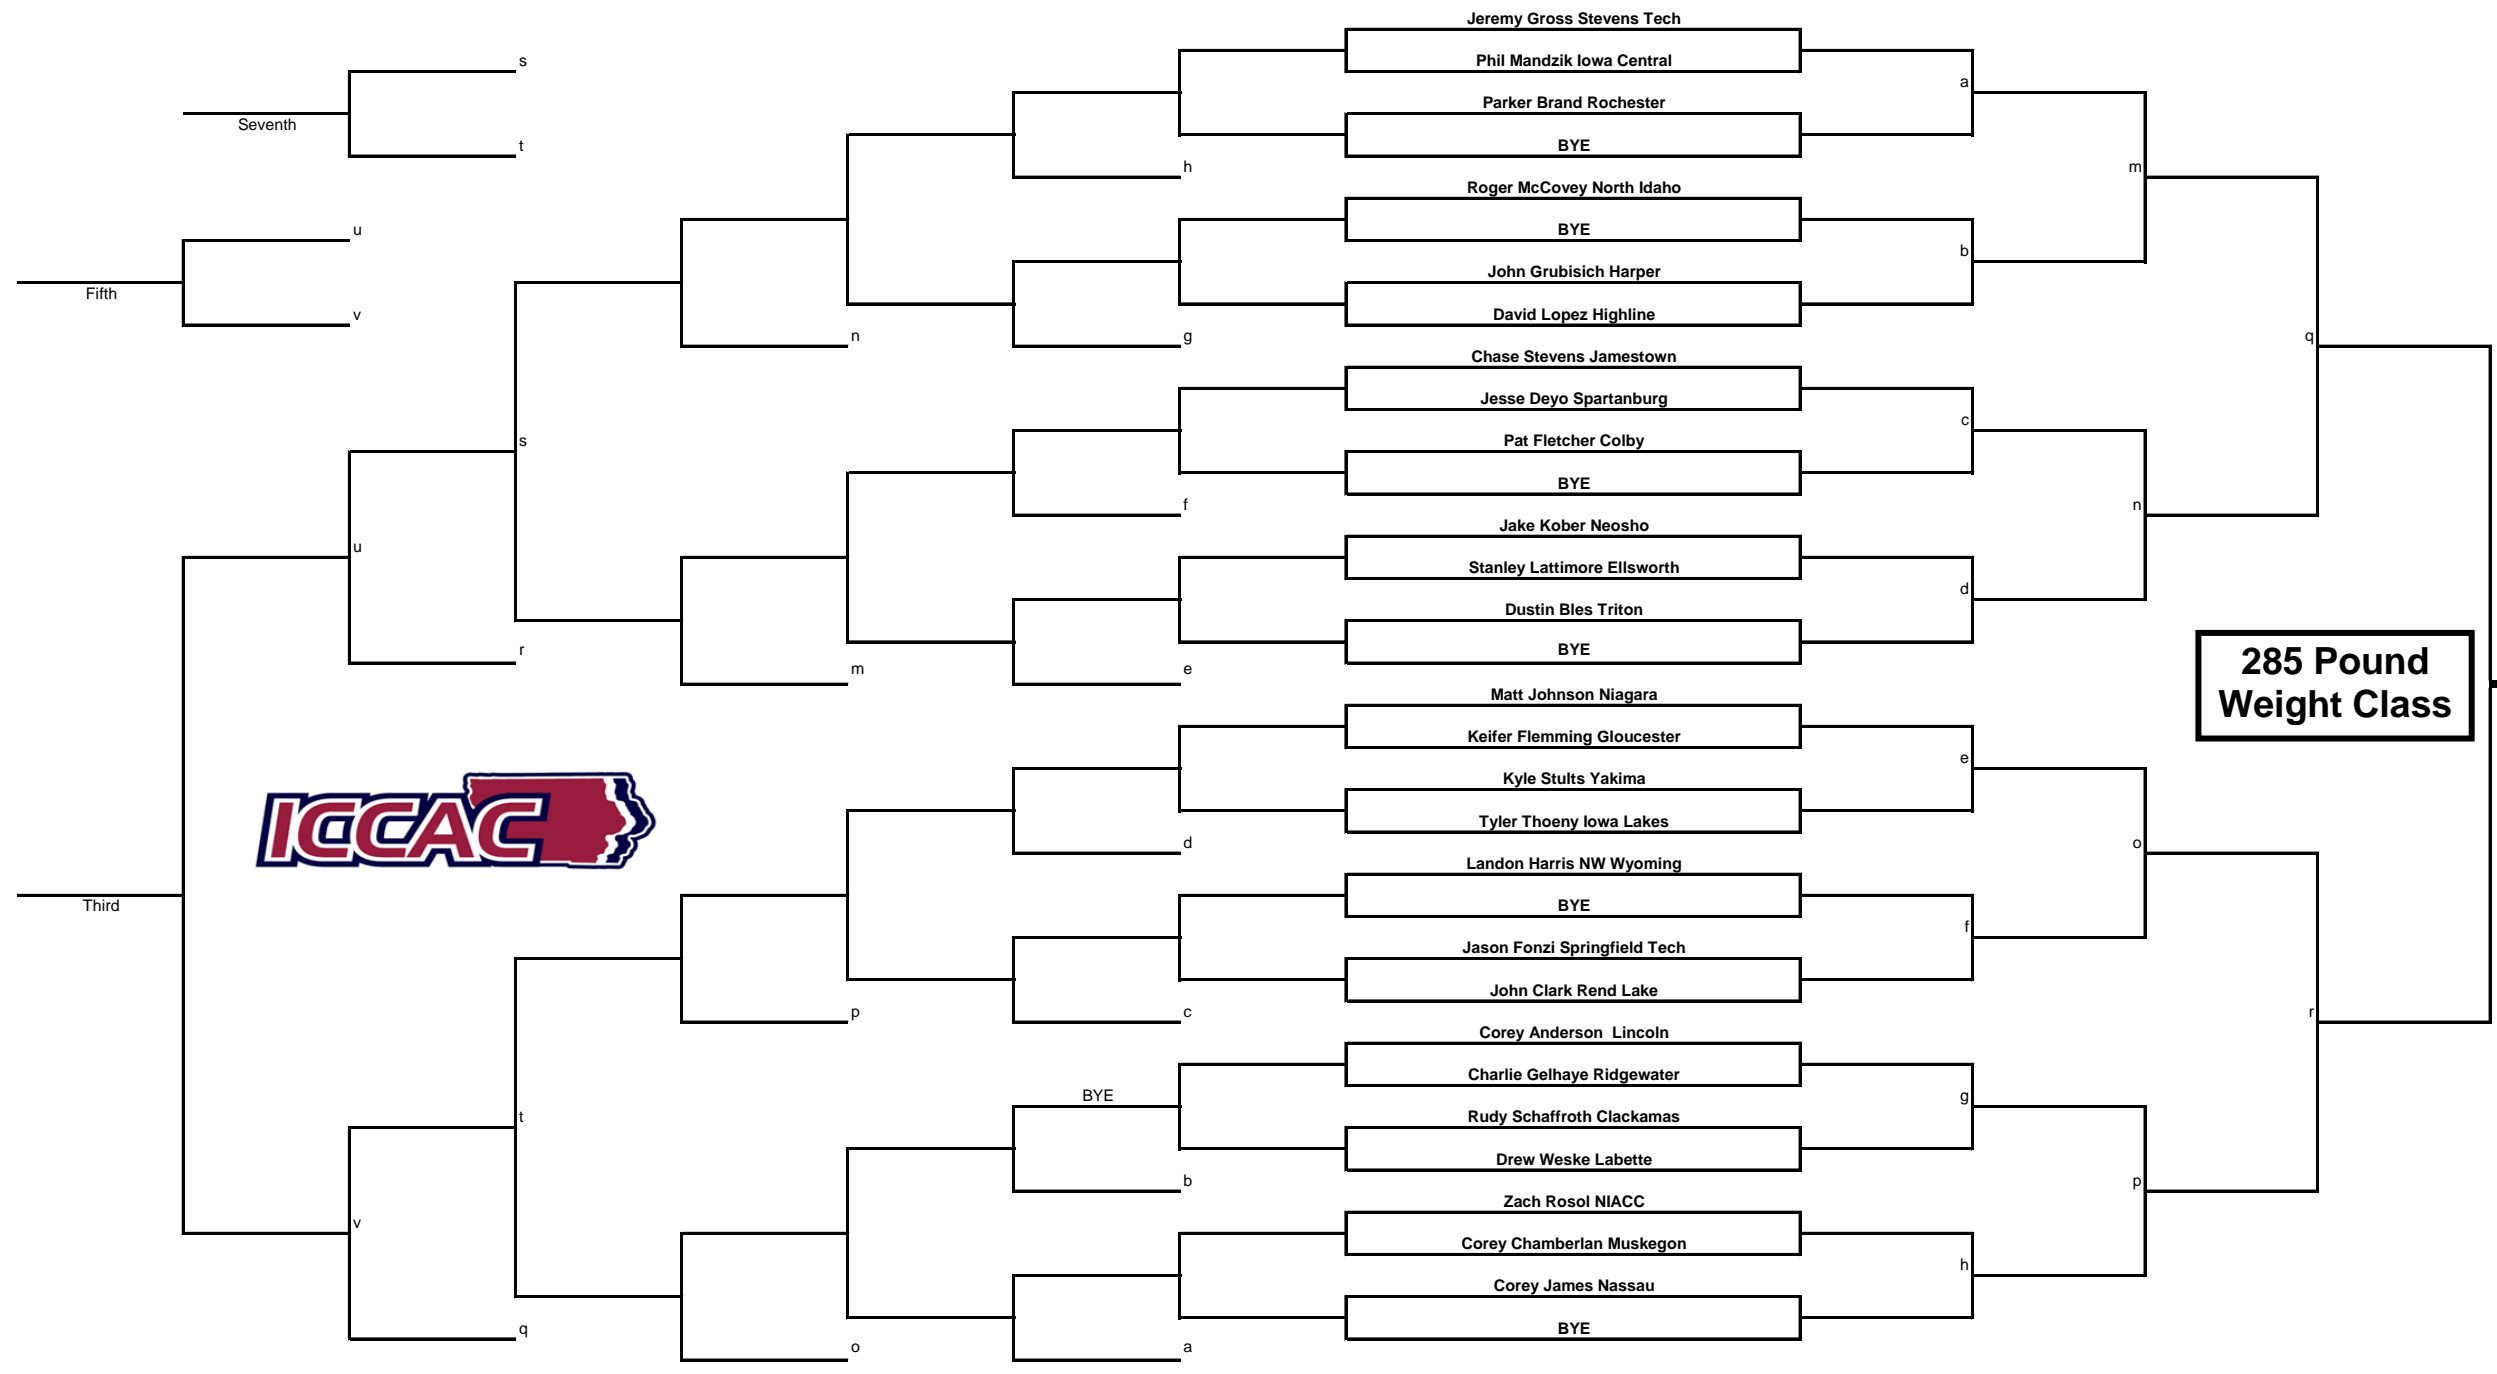 Jeremy Gross Stevens Tech
s
Phil Mandzik Iowa Central
a
Parker Brand Rochester
Seventh
t
BYE
h
m
Roger McCovey North Idaho
u
BYE
b
John Grubisich Harper
Fifth
v
David Lopez Highline
n
g
q
Chase Stevens Jamestown
Jesse Deyo Spartanburg
c
s
Pat Fletcher Colby
BYE
f
n
Jake Kober Neosho
u
Stanley Lattimore Ellsworth
d
Dustin Bles Triton
r
BYE
m
e
285 Pound
Weight Class
Matt Johnson Niagara
Keifer Flemming Gloucester
e
Kyle Stults Yakima
ICCAC
Tyler Thoeny Iowa Lakes
d
o
Landon Harris NW Wyoming
Third
BYE
f
Jason Fonzi Springfield Tech
John Clark Rend Lake
p
c
r
Corey Anderson  Lincoln
Charlie Gelhaye Ridgewater
BYE
g
t
Rudy Schaffroth Clackamas
Drew Weske Labette
b
p
Zach Rosol NIACC
v
Corey Chamberlan Muskegon
h
Corey James Nassau
q
BYE
o
a